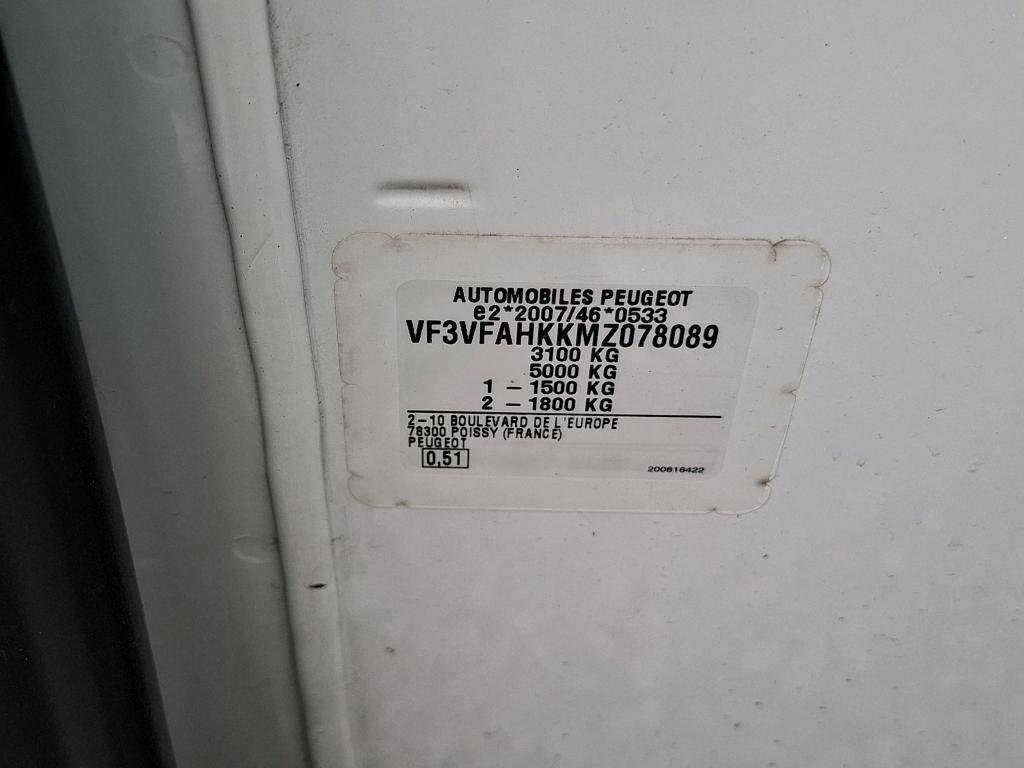 AUTOMOBILES PEUGEOT
e2*2007/46*0533
VF3VFAHKKMZ078089
3100 KG
5000 KG
1 – 1500 KG
2 – 1800 KG
2-10 BOULEVARD DE L'EUROPE
78300 POISSY (FRANCE)
PEUGEOT
0,51
200616422